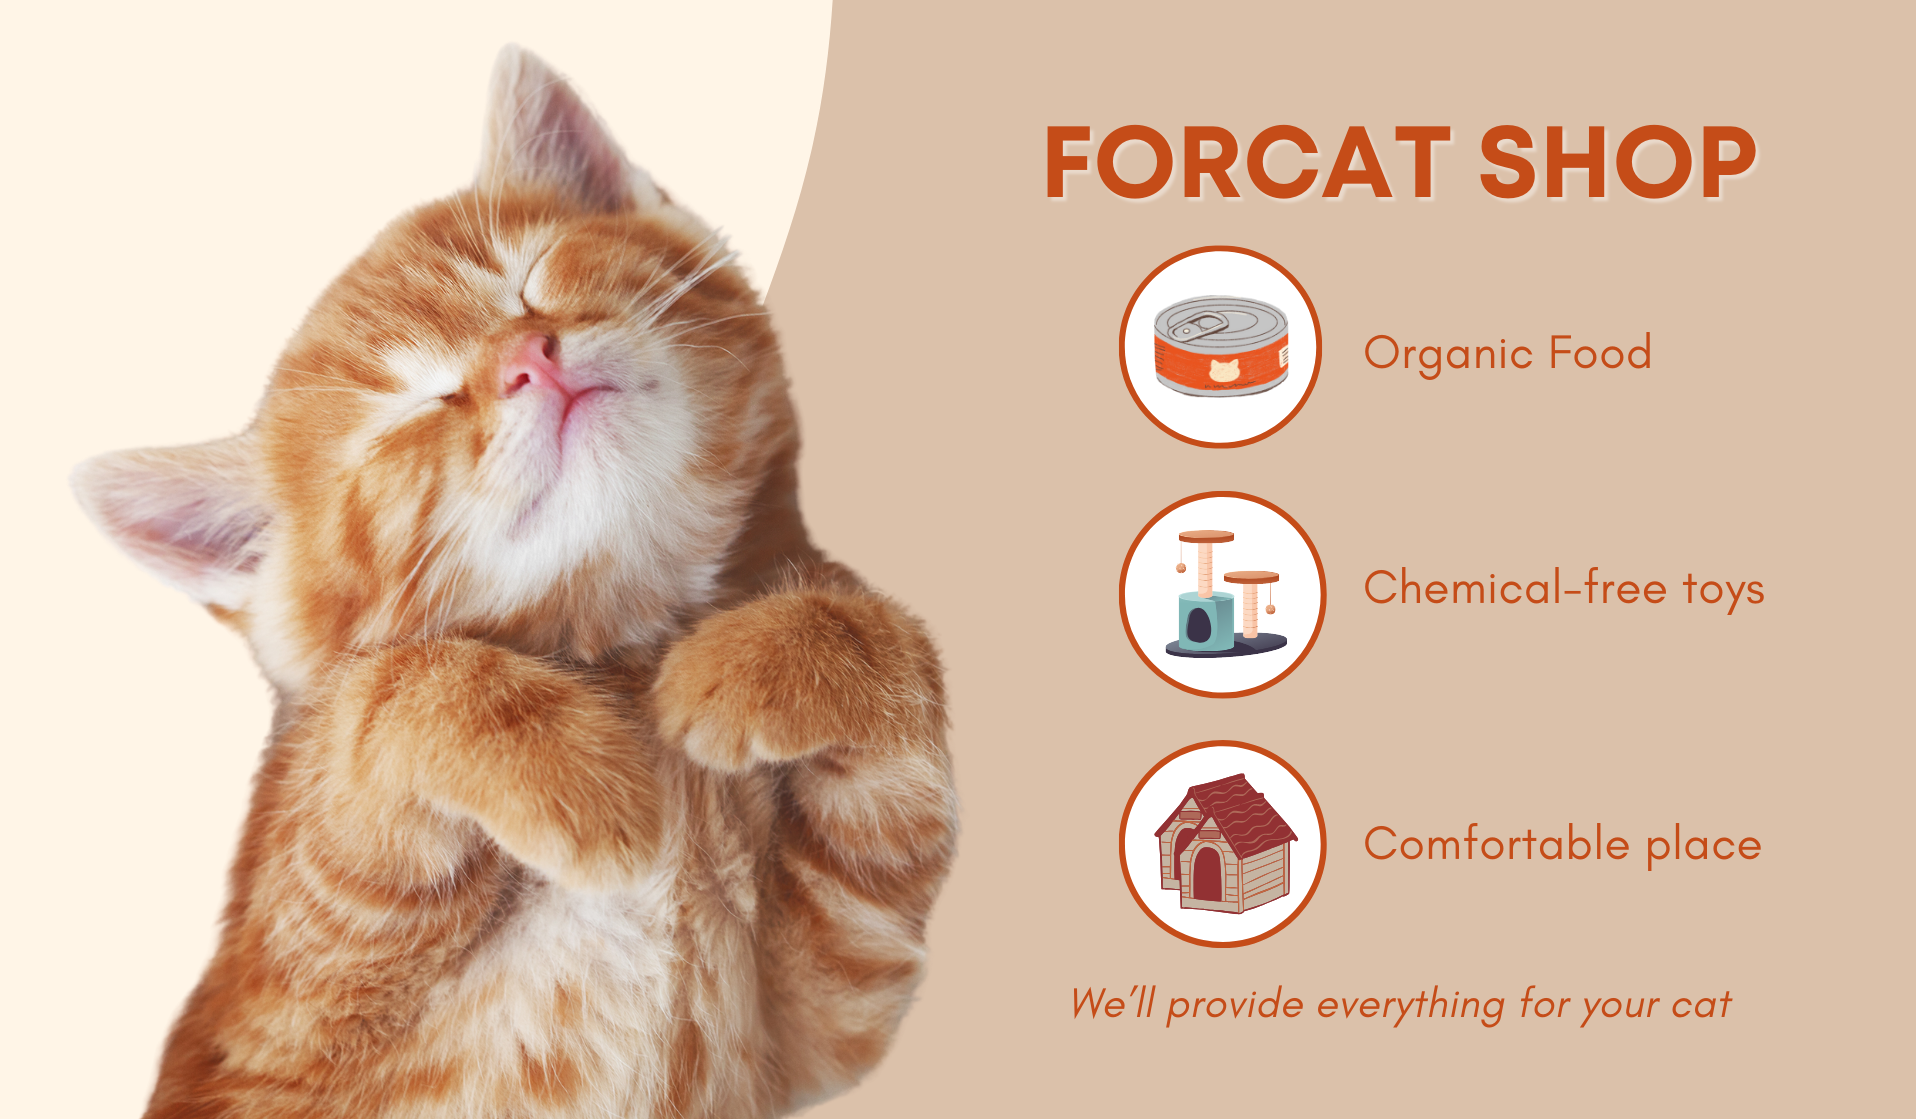 FORCAT SHOP
Organic Food
Chemical-free toys
Comfortable place
We'll provide everything for your cat